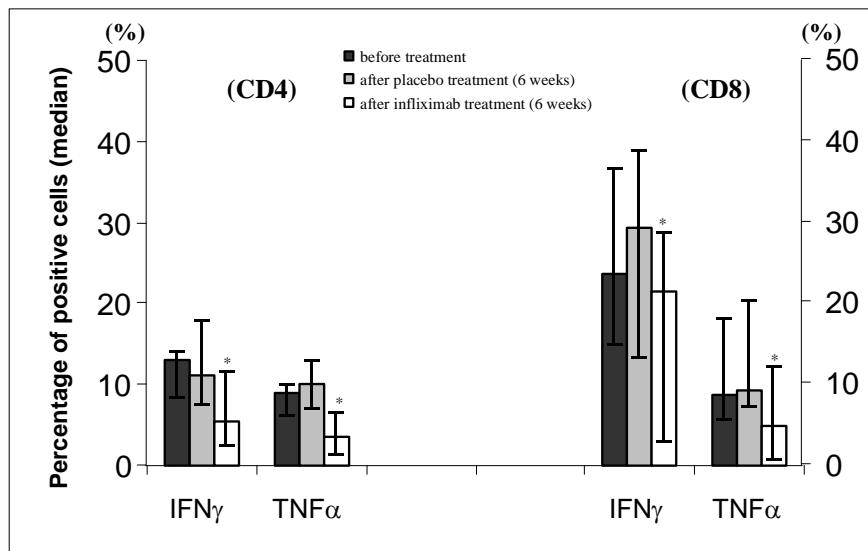 (%)
(%)
50
40
30
20
10
0
Percentage of positive cells (median)
before treatment
after placebo treatment (6 weeks)
after infliximab treatment (6 weeks)
(CD4)
(CD8)
*
*
*
*
50
40
30
20
10
0
IFNγ
TNFα
IFNγ
TNFα